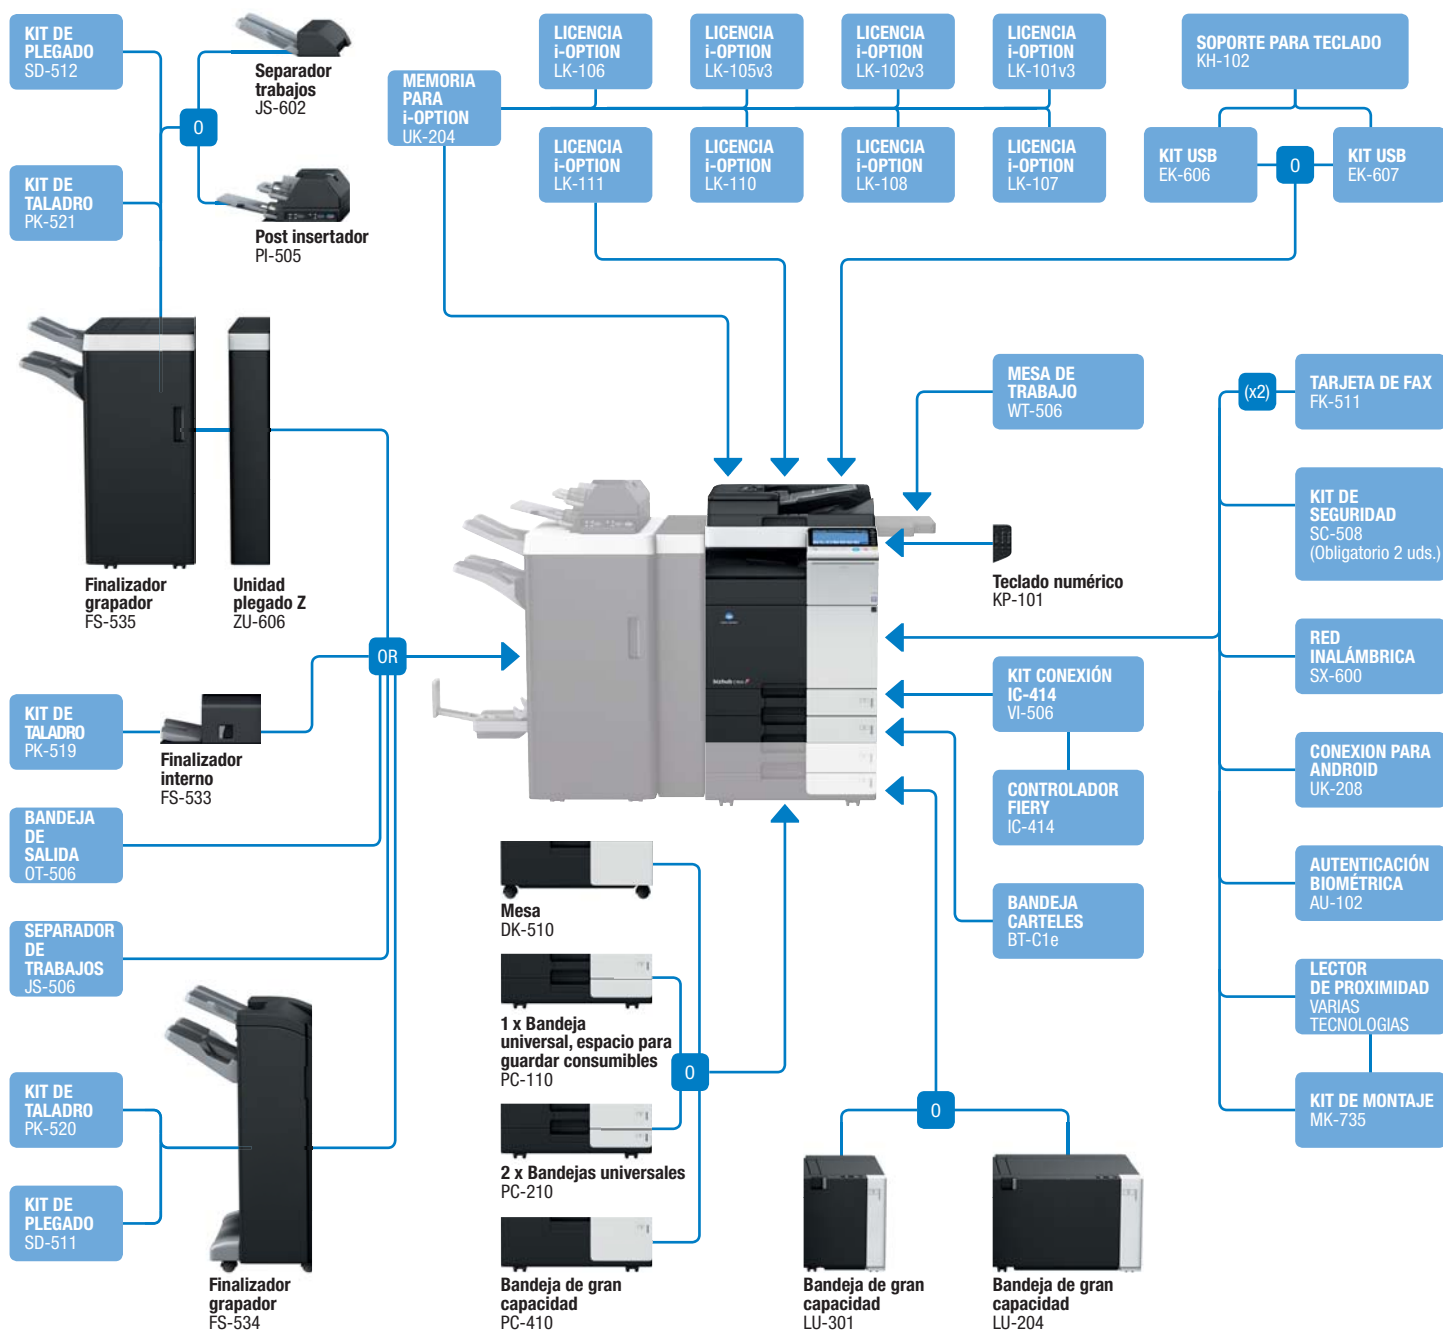 KIT DE
PLEGADO
SD-512
Separador
trabajos
JS-602
O
KIT DE
TALADRO
PK-521
Post insertador
PI-505
MEMORIA
PARA
i-OPTION
UK-204
LICENCIA
i-OPTION
LK-106
LICENCIA
i-OPTION
LK-105v3
LICENCIA
i-OPTION
LK-102v3
LICENCIA
i-OPTION
LK-101v3
LICENCIA
i-OPTION
LK-111
LICENCIA
i-OPTION
LK-110
LICENCIA
i-OPTION
LK-108
LICENCIA
i-OPTION
LK-107
SOPORTE PARA TECLADO
KH-102
KIT USB
EK-606
O
KIT USB
EK-607
Finalizador
grapador
FS-535
Unidad
plegado Z
ZU-606
MESA DE
TRABAJO
WT-506
(x2)
TARJETA DE FAX
FK-511
KIT DE
SEGURIDAD
SC-508
(Obligatorio 2 uds.)
Teclado numérico
KP-101
OR
RED
INALÁMBRICA
SX-600
KIT DE
TALADRO
PK-519
Finalizador
interno
FS-533
bizhub
KIT CONEXIÓN
IC-414
VI-506
CONEXION PARA
ANDROID
UK-208
CONTROLADOR
FIERY
IC-414
BANDEJA
DE
SALIDA
OT-506
AUTENTICACIÓN
BIOMÉTRICA
AU-102
Mesa
DK-510
BANDEJA
CARTELES
BT-C1e
SEPARADOR
DE
TRABAJOS
JS-506
LECTOR
DE PROXIMIDAD
VARIAS
TECNOLOGIAS
1 x Bandeja
universal, espacio para
guardar consumibles
PC-110
O
KIT DE
TALADRO
PK-520
O
KIT DE MONTAJE
MK-735
2 x Bandejas universales
PC-210
KIT DE
PLEGADO
SD-511
Finalizador
grapador
FS-534
Bandeja de gran
capacidad
PC-410
Bandeja de gran
capacidad
LU-301
Bandeja de gran
capacidad
LU-204